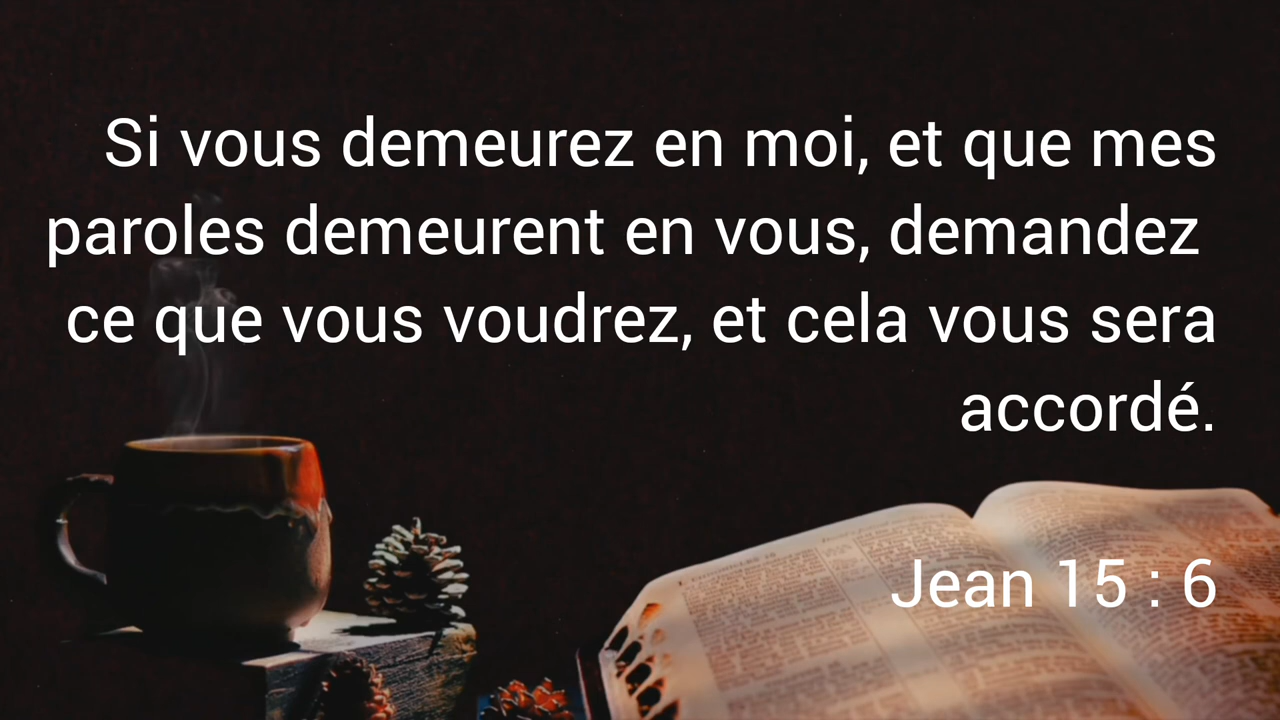 Si vous demeurez en moi, et que mes
paroles demeurent en vous, demandez
ce que vous voudrez, et cela vous sera
accordé.
Jean 15 : 6